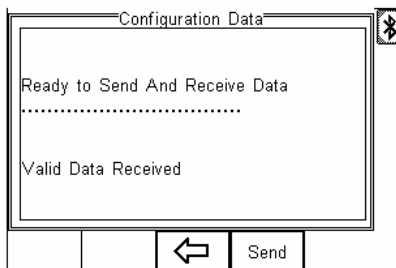 Configuration Data
Ready to Send And Receive Data
.................................
Valid Data Received
Send